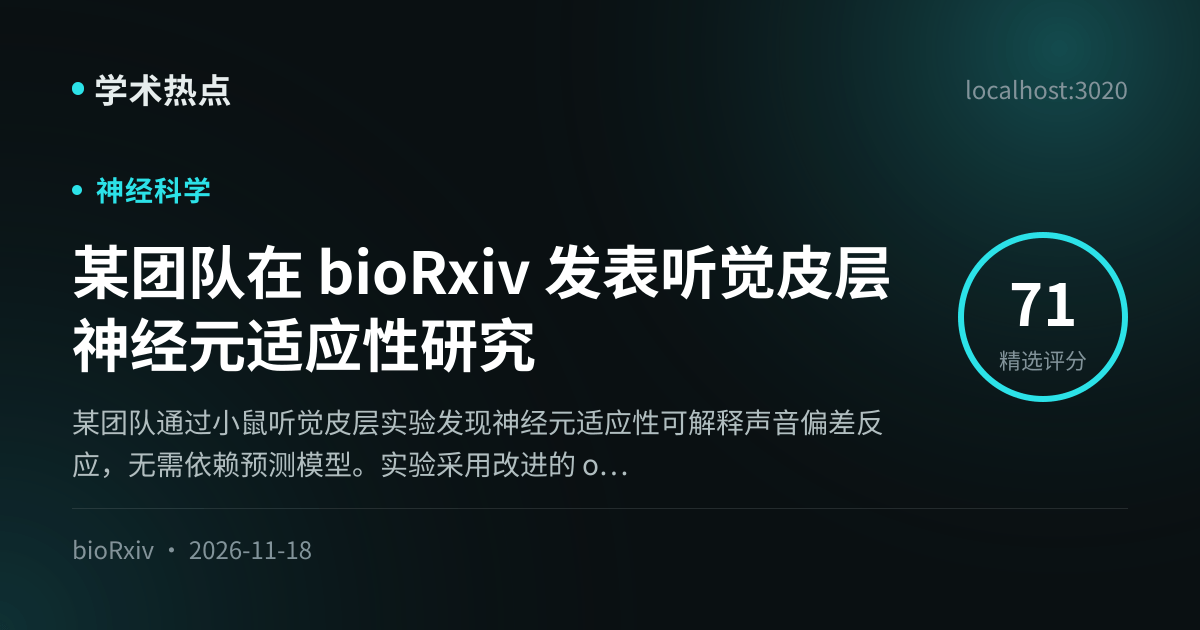 学术热点
localhost:3020
神经科学
某团队在 bioRxiv 发表听觉皮层
神经元适应性研究
71
精选评分
某团队通过小鼠听觉皮层实验发现神经元适应性可解释声音偏差反
应，无需依赖预测模型。实验采用改进的 o…
bioRxiv · 2026-11-18